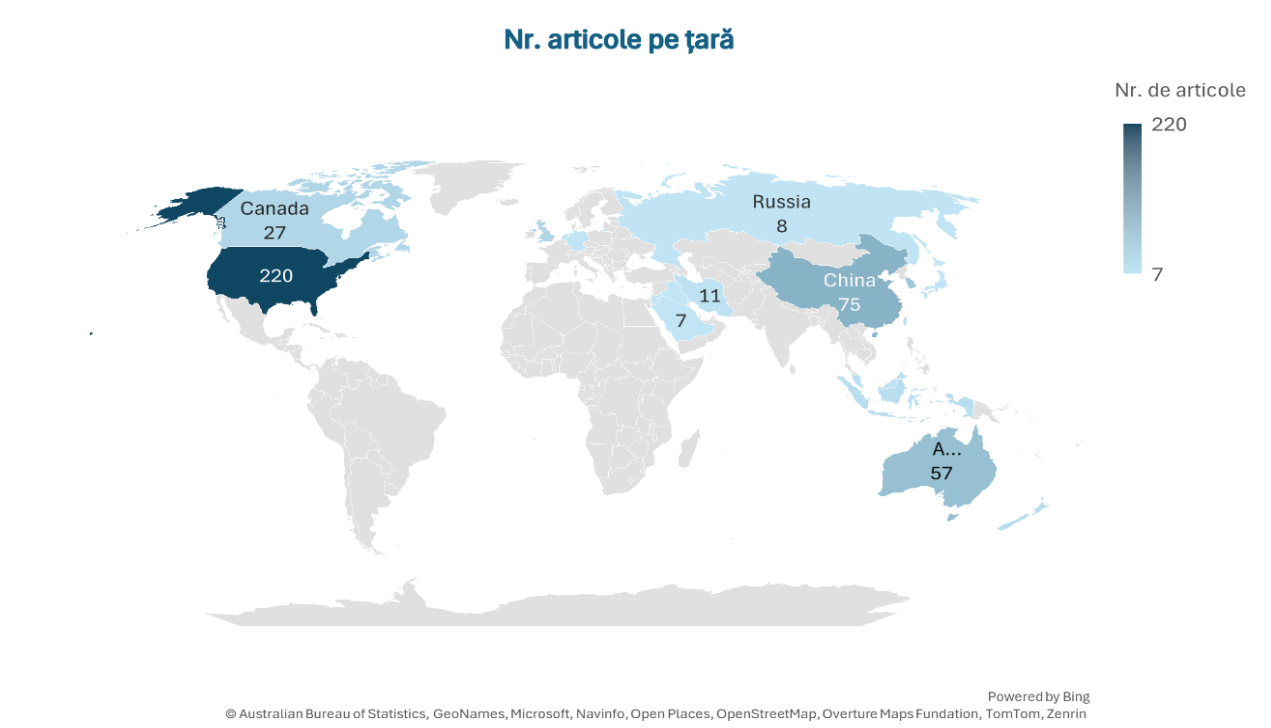 Nr. articole pe țară
Nr. de articole
220
7
Canada
27
220
Russia
8
China
75
11
7
A...
57
Powered by Bing
© Australian Bureau of Statistics, GeoNames, Microsoft, Navinfo, Open Places, OpenStreetMap, Overture Maps Fundation, TomTom, Zenrin